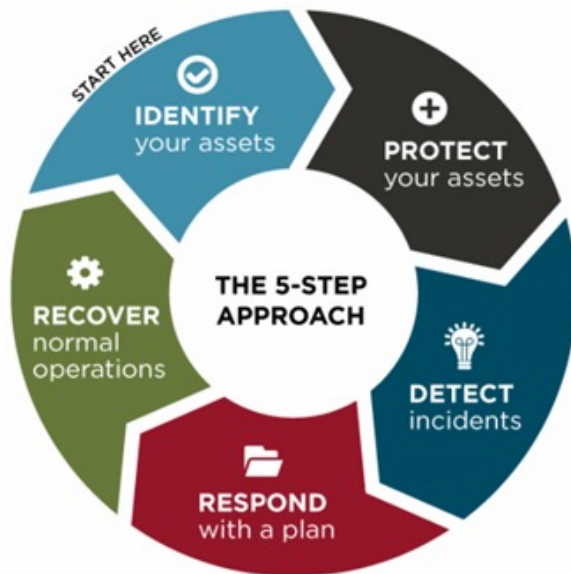 START HERE
IDENTIFY
your assets
PROTECT
your assets
DETECT
incidents
RESPOND
with a plan
RECOVER
normal
operations
THE 5-STEP
APPROACH